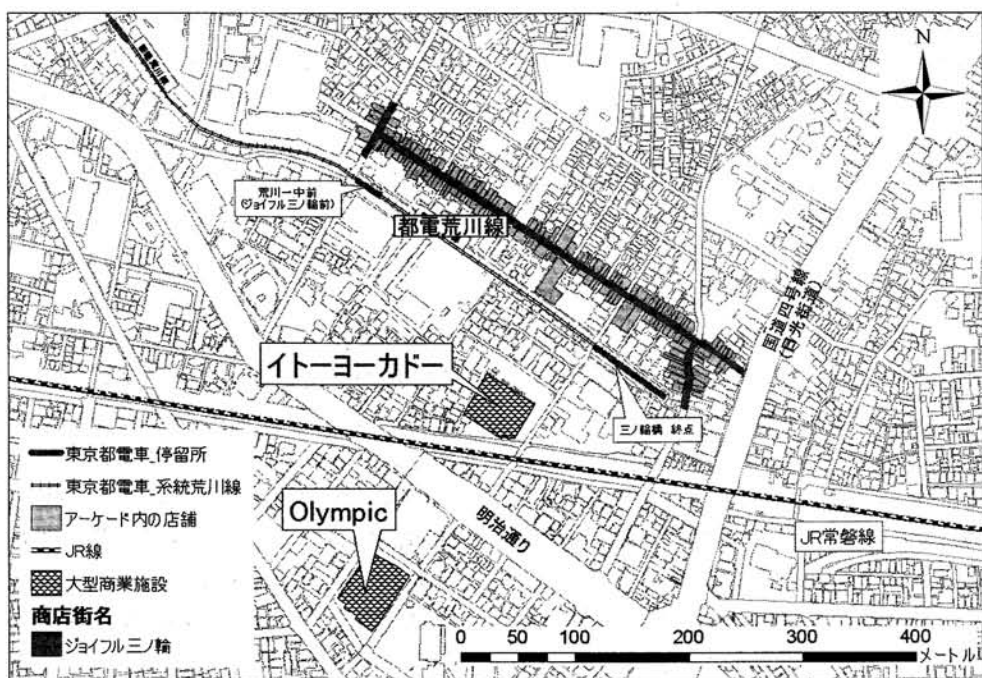 N
都電荒川線
荒川一中前
(ジョイフル三ノ輪前)
都電荒川線
国道四号線
(日光街道)
イトーヨーカドー
三ノ輪橋 終点
東京都電車_停留所
東京都電車_系統荒川線
アーケード内の店舗
JR線
大型商業施設
商店街名
ジョイフル三ノ輪
Olympic
明治通り
JR常磐線
0 50 100 200 300 400
メートル